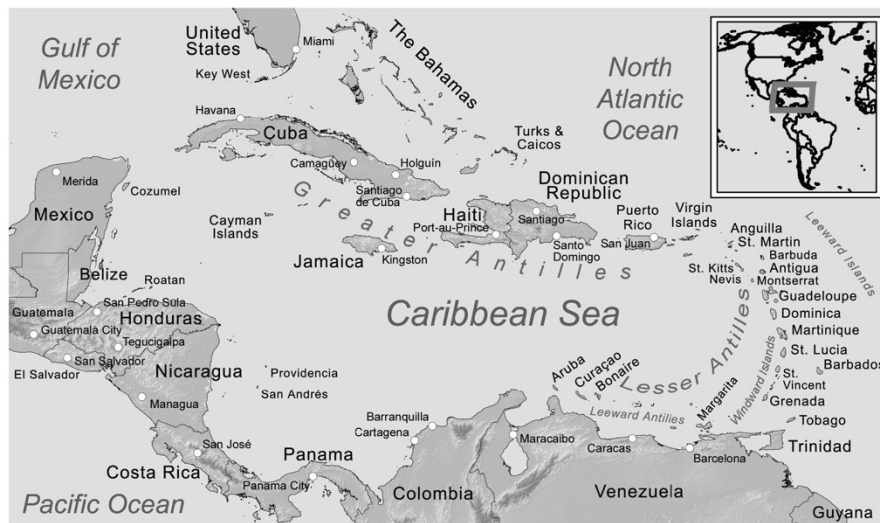 Gulf of
Mexico
United
States
Miami
Key West
The Bahamas
North
Atlantic
Ocean
Havana
Cuba
Camagüey
Holguín
Santiago
de Cuba
Turks &
Caicos
Merida
Cozumel
Mexico
Cayman
Islands
Greater Antilles
Jamaica
Kingston
Haiti
Port-au-Prince
Dominican
Republic
Santiago
Santo
Domingo
Puerto
Rico
San Juan
Virgin
Islands
Anguilla
St. Martin
Barbuda
Antigua
St. Kitts
Nevis
Montserrat
Guadeloupe
Dominica
Martinique
St. Lucia
Barbados
St.
Vincent
Grenada
Leeward Islands
Windward Islands
Lesser Antilles
Caribbean Sea
Belize
Roatan
San Pedro Sula
Guatemala
Honduras
Guatemala City
Tegucigalpa
San Salvador
El Salvador
Nicaragua
Managua
Providencia
San Andrés
Aruba
Curaçao
Bonaire
Leeward Antilles
Margarita
Tobago
Trinidad
Barranquilla
Cartagena
Maracaibo
Caracas
Barcelona
San José
Costa Rica
Panama
Panama City
Colombia
Venezuela
Guyana
Pacific Ocean